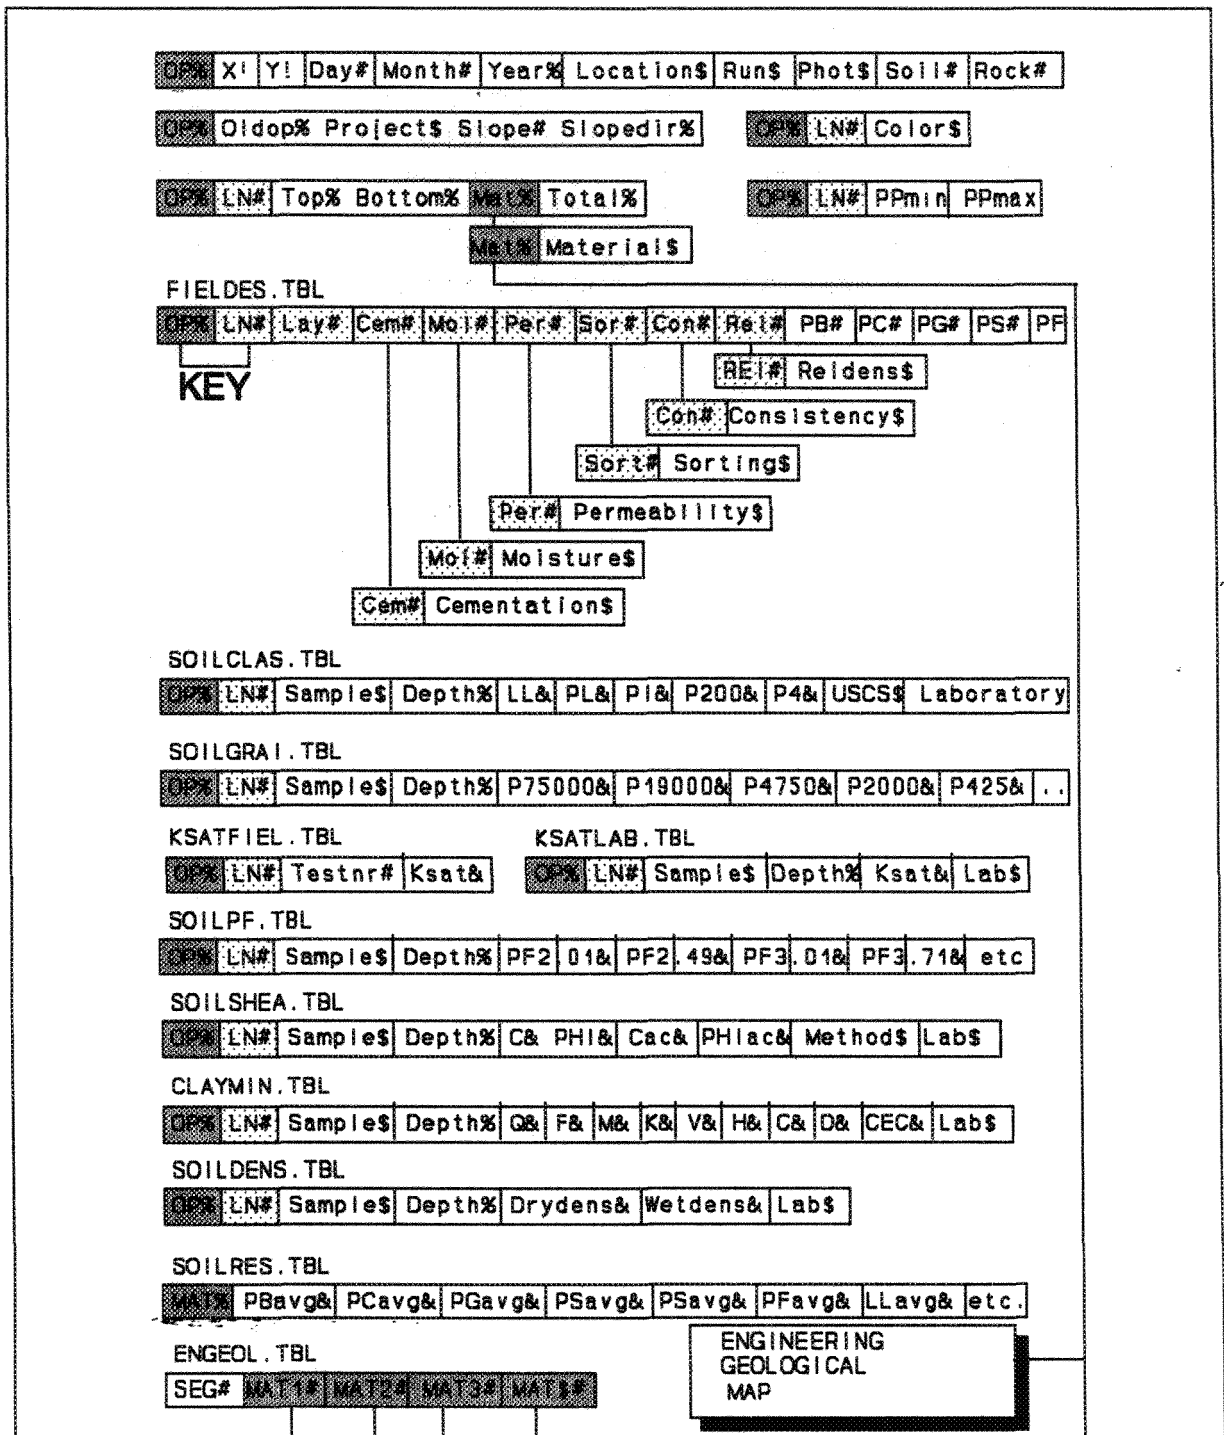 OP% X! Y! Day# Month# Year% Location$ Run$ Phot$ Soil# Rock#
OP% Oldop% Project$ Slope# Slopedir%
OP% LN# Color$
OP% LN# Top% Bottom% Mat% Total%
OP% LN# PPmin PPmax
Mat% Material$
FIELDES.TBL
OP% LN# Lay# Cem# Moi# Per# Sor# Con# Rel# PB# PC# PG# PS# PF
KEY
REl# Reldens$
Con# Consistency$
Sort# Sorting$
Per# Permeability$
Moi# Moisture$
Cem# Cementation$
SOILCLAS.TBL
OP% LN# Sample$ Depth% LL& PL& PI& P200& P4& USCS$ Laboratory
SOILGRAI.TBL
OP% LN# Sample$ Depth% P75000& P19000& P4750& P2000& P425& ..
KSATFIEL.TBL
OP% LN# Testnr# Ksat&
KSATLAB.TBL
OP% LN# Sample$ Depth% Ksat& Lab$
SOILPF.TBL
OP% LN# Sample$ Depth% PF2.01& PF2.49& PF3.01& PF3.71& etc
SOILSHEA.TBL
OP% LN# Sample$ Depth% C& PHI& Cac& PHIac& Method$ Lab$
CLAYMIN.TBL
OP% LN# Sample$ Depth% Q& F& M& K& V& H& C& D& CEC& Lab$
SOILDENS.TBL
OP% LN# Sample$ Depth% Drydens& Wetdens& Lab$
SOILRES.TBL
MAT% PBavg& PCavg& PGavg& PSavg& PSavg& PFavg& LLavg& etc.
ENGEOL.TBL
SEG# MAT1# MAT2# MAT3#
ENGINEERING
GEOLOGICAL
MAP